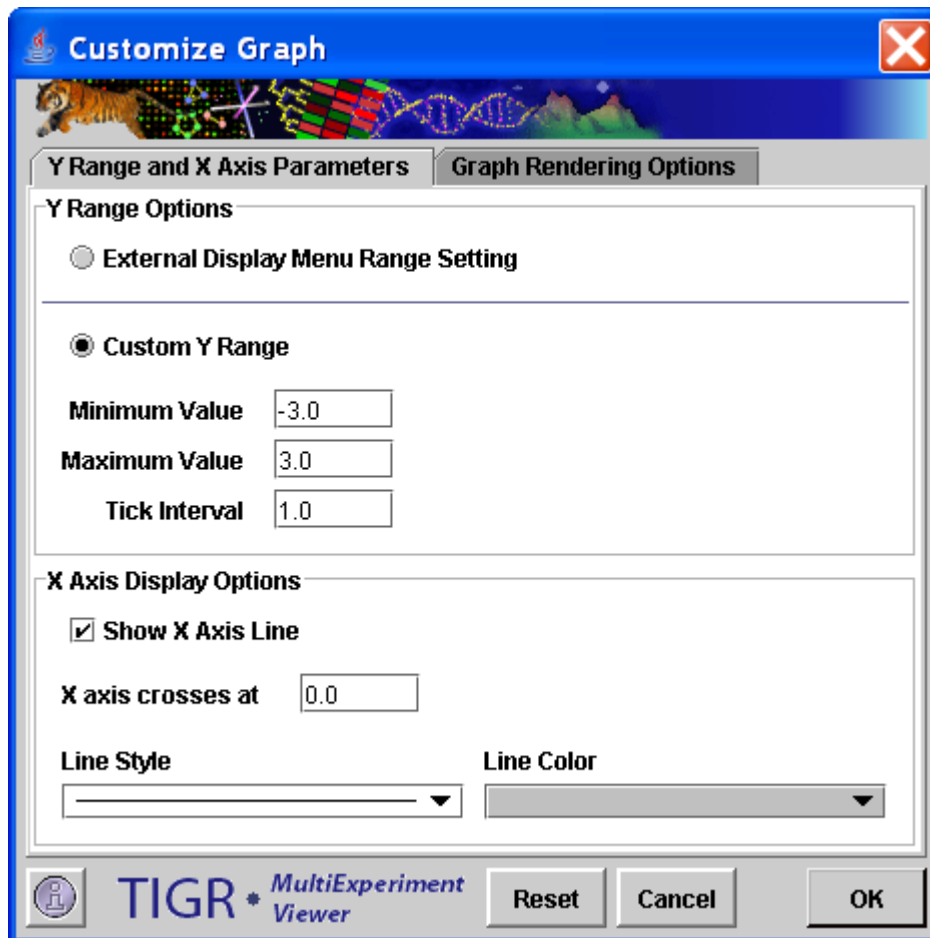 Customize Graph
Y Range and X Axis Parameters
Graph Rendering Options
Y Range Options
External Display Menu Range Setting
Custom Y Range
Minimum Value -3.0
Maximum Value 3.0
Tick Interval 1.0
X Axis Display Options
Show X Axis Line
X axis crosses at 0.0
Line Style Line Color
TIGR MultiExperiment
Viewer
Reset Cancel OK